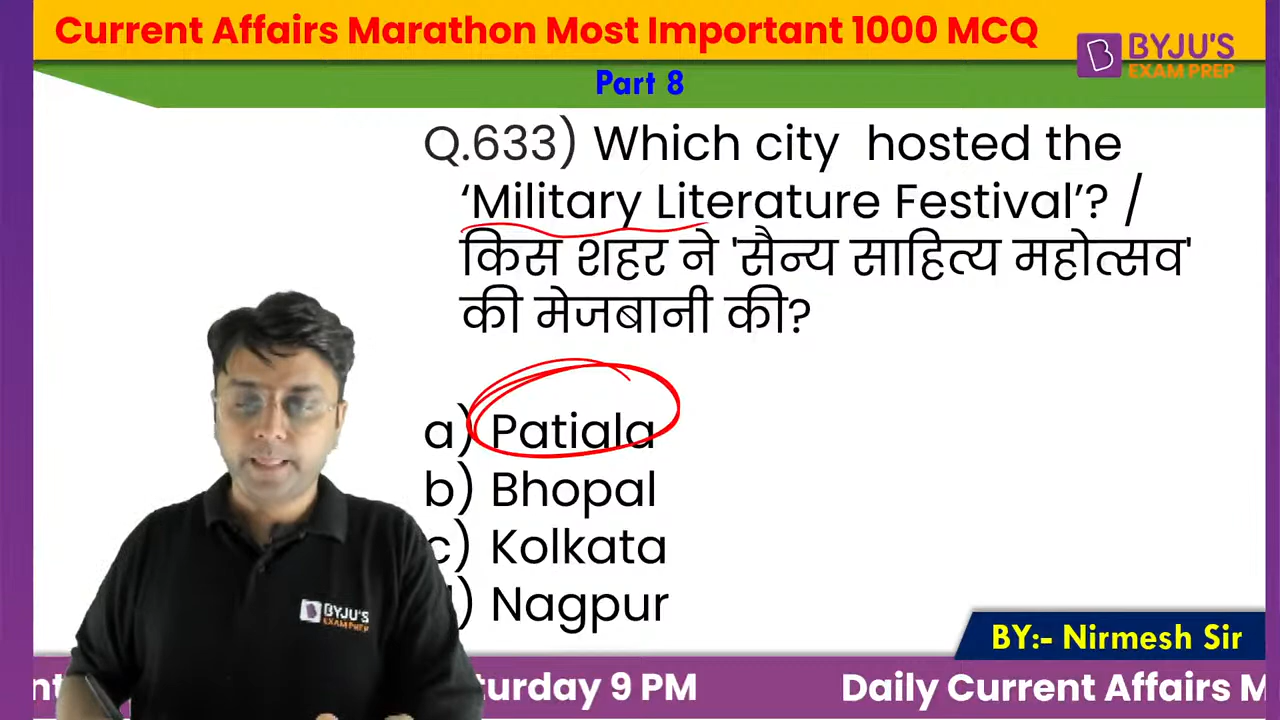 Current Affairs Marathon Most Important 1000 MCQ
BYJU'S
EXAM PREP
Part 8
Q.633) Which city hosted the
‘Military Literature Festival’? /
किस शहर ने 'सैन्य साहित्य महोत्सव'
की मेजबानी की?
a) Patiala
b) Bhopal
c) Kolkata
) Nagpur
BYJU'S
EXAM PREP
BY:- Nirmesh Sir
turday 9 PM
Daily Current Affairs M